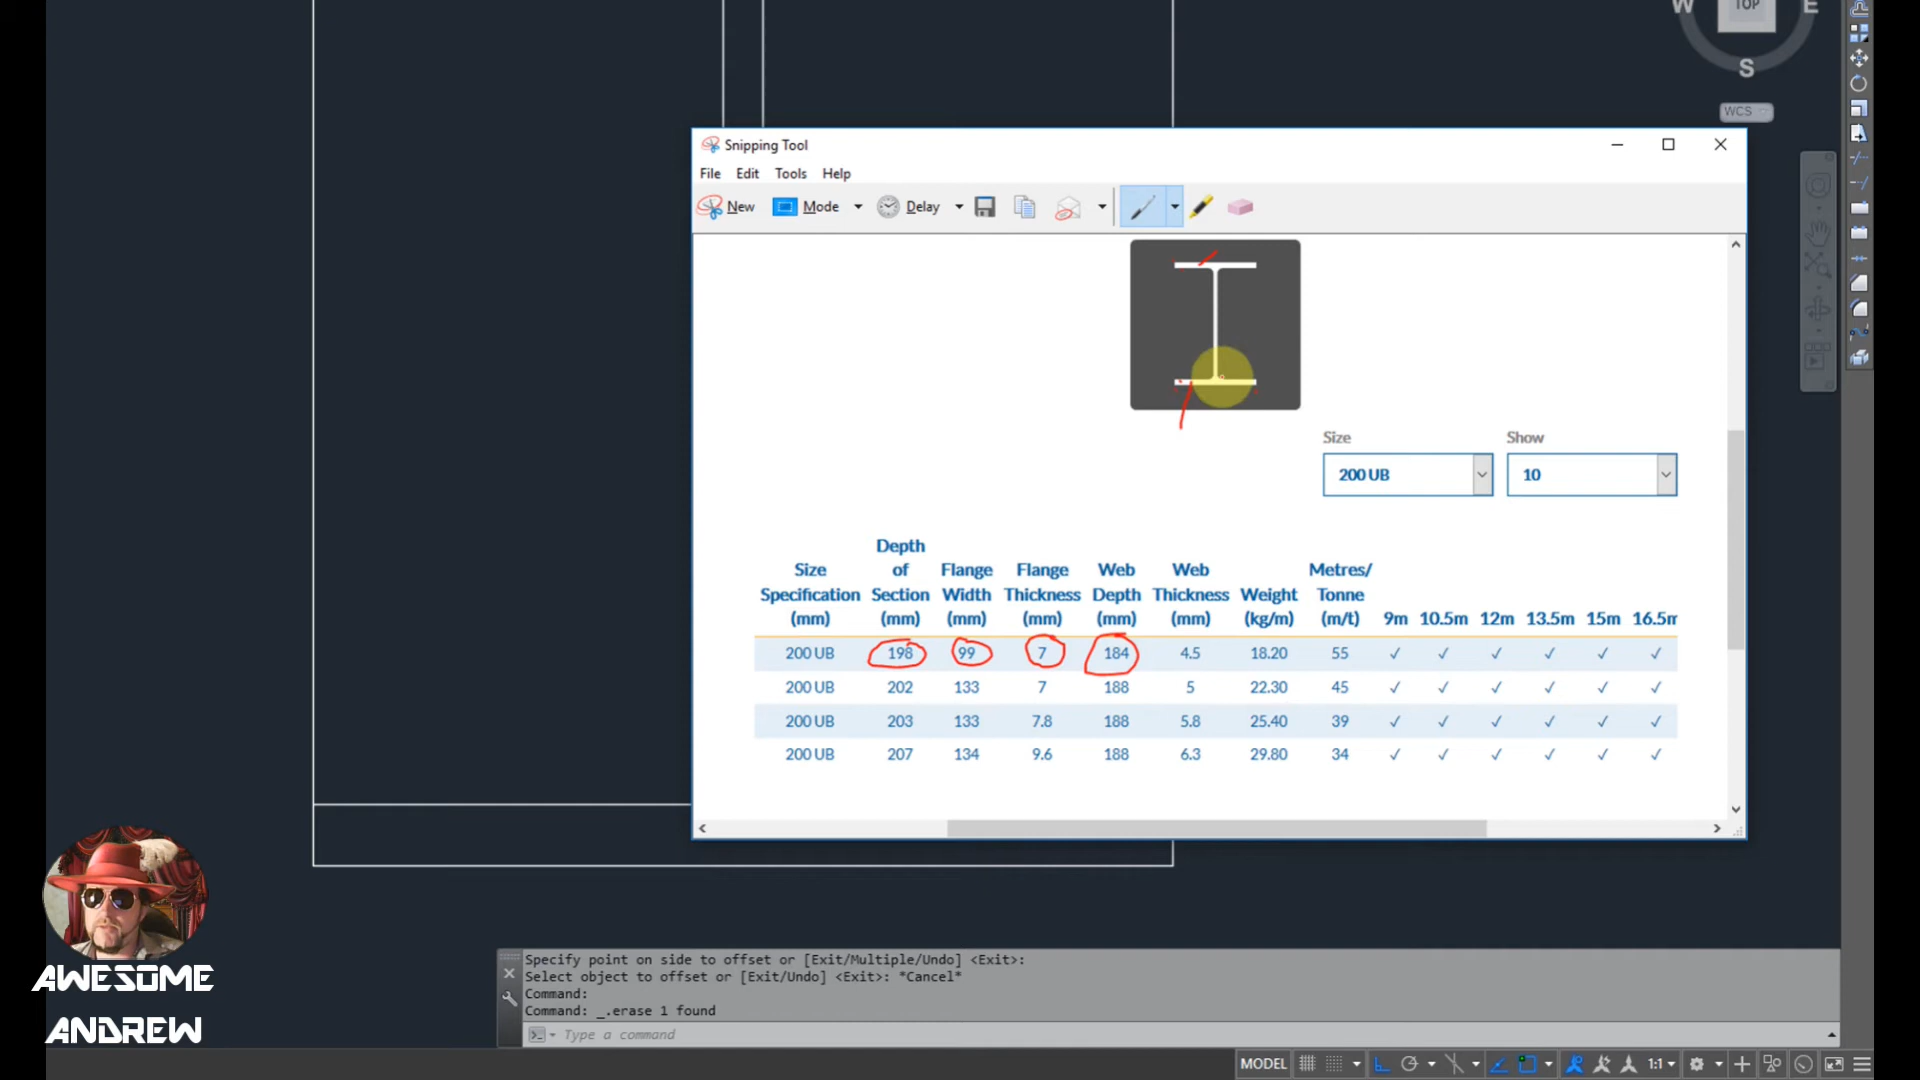 W TOP E
S
WCS
Snipping Tool
File Edit Tools Help
New Mode Delay
Size Show
200 UB 10
Size Specification (mm) Depth of Section (mm) Flange Width (mm) Flange Thickness (mm) Web Depth (mm) Web Thickness (mm) Weight (kg/m) Metres/ Tonne (m/t) 9m 10.5m 12m 13.5m 15m 16.5m
200 UB 198 99 7 184 4.5 18.20 55 ✓ ✓ ✓ ✓ ✓ ✓
200 UB 202 133 7 188 5 22.30 45 ✓ ✓ ✓ ✓ ✓ ✓
200 UB 203 133 7.8 188 5.8 25.40 39 ✓ ✓ ✓ ✓ ✓ ✓
200 UB 207 134 9.6 188 6.3 29.80 34 ✓ ✓ ✓ ✓ ✓ ✓
AWESOME
ANDREW
Specify point on side to offset or [Exit/Multiple/Undo] <Exit>:
Select object to offset or [Exit/Undo] <Exit>: *Cancel*
Command:
Command: _.erase 1 found
Type a command
MODEL 1:1